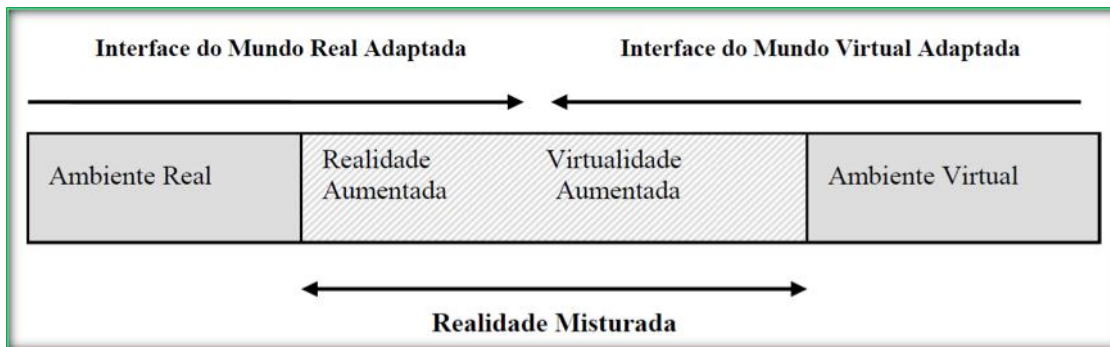 Interface do Mundo Real Adaptada
Interface do Mundo Virtual Adaptada
Ambiente Real
Realidade
Aumentada
Virtualidade
Aumentada
Ambiente Virtual
Realidade Misturada